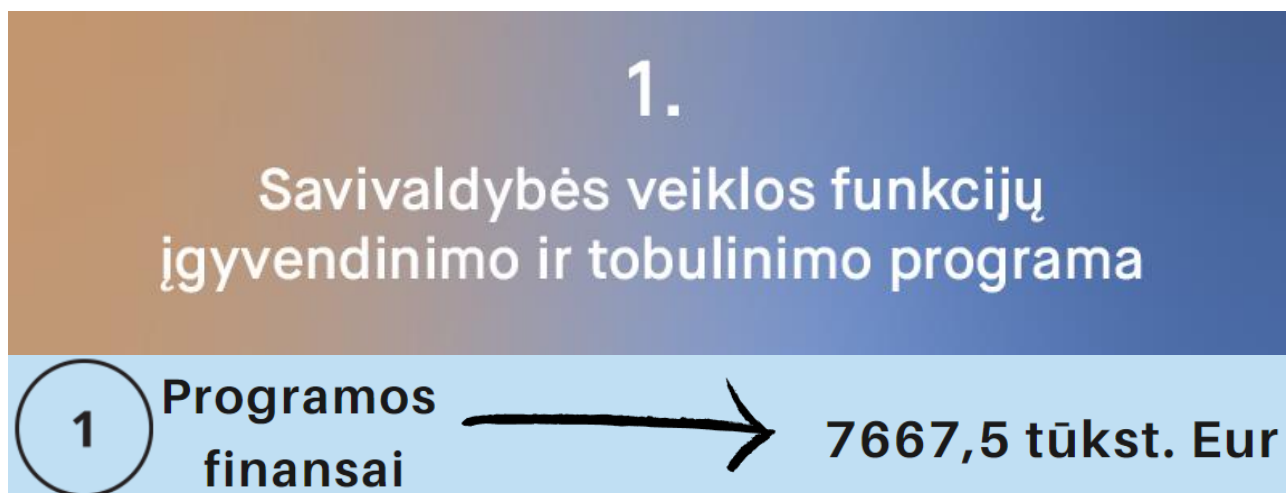 1.
Savivaldybės veiklos funkcijų
įgyvendinimo ir tobulinimo programa
1
Programos
finansai
7667,5 tūkst. Eur